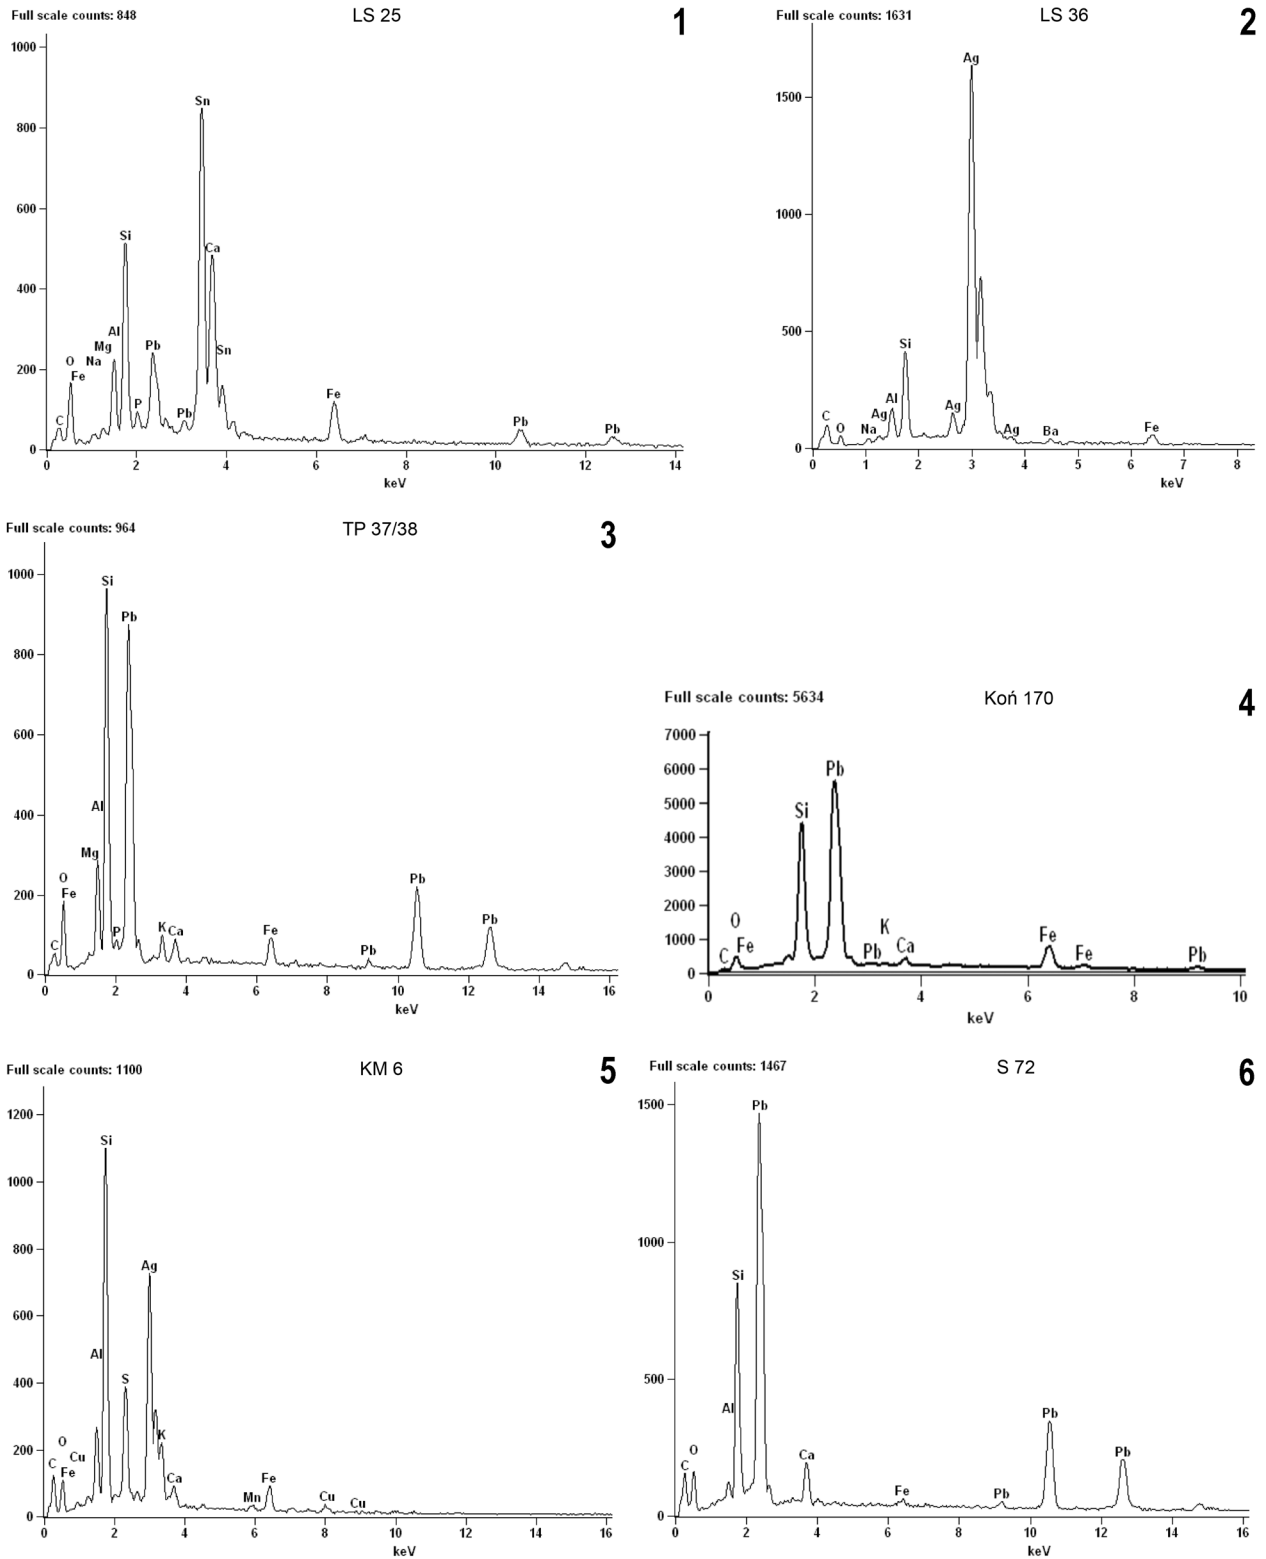 Full scale counts: 848
LS 25
1
1000
800
600
400
200
0
Sn
Si
Ca
Al
Mg
Na
O
Fe
C
P
Pb
Pb
Sn
Fe
Pb
Pb
0 2 4 6 8 10 12 14
keV
Full scale counts: 1631
LS 36
2
1500
1000
500
0
Ag
Si
Al
Ag
Na
C
O
Ag
Ag
Ba
Fe
0 1 2 3 4 5 6 7 8
keV
Full scale counts: 964
TP 37/38
3
1000
800
600
400
200
0
Si
Pb
Al
Mg
O
Fe
C
P
K
Ca
Fe
Pb
Pb
Pb
0 2 4 6 8 10 12 14 16
keV
Full scale counts: 5634
Koń 170
4
7000
6000
5000
4000
3000
2000
1000
0
Pb
Si
O
Fe
C
K
Pb
Ca
Fe
Fe
Pb
0 2 4 6 8 10
keV
Full scale counts: 1100
KM 6
5
1200
1000
800
600
400
200
0
Si
Ag
Al
S
O
Cu
C
Fe
K
Ca
Mn
Fe
Cu
Cu
0 2 4 6 8 10 12 14 16
keV
Full scale counts: 1467
S 72
6
1500
1000
500
0
Pb
Si
Al
O
C
Ca
Fe
Pb
Pb
Pb
0 2 4 6 8 10 12 14 16
keV